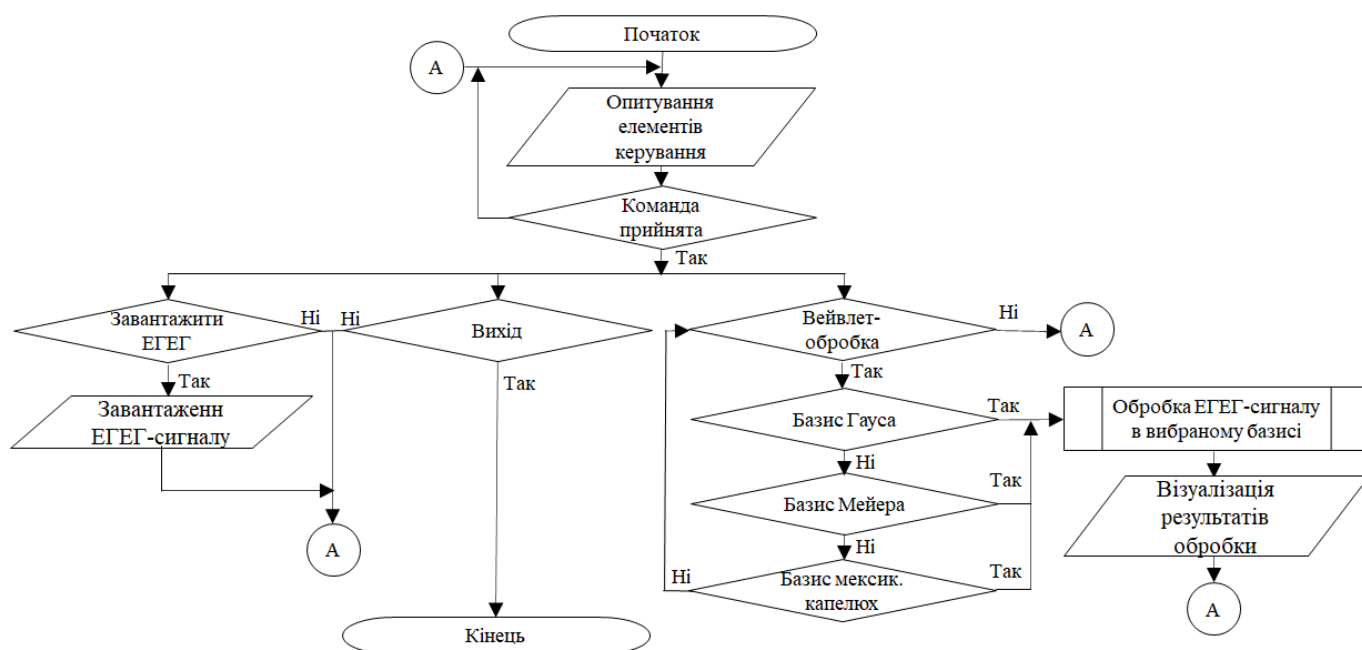 Початок
А
Опитування
елементів
керування
Команда
прийнята
Так
Завантажити
ЕГЕГ
Ні
Ні
Вихід
Вейвлет-
обробка
Ні
А
Так
Так
Так
Завантаженн
ЕГЕГ-сигналу
Базис Гауса
Так
Обробка ЕГЕГ-сигналу
в вибраному базисі
Ні
Базис Мейера
Так
Візуалізація
результатів
обробки
А
Ні
Ні
Базис мексик.
капелюх
Так
А
Кінець